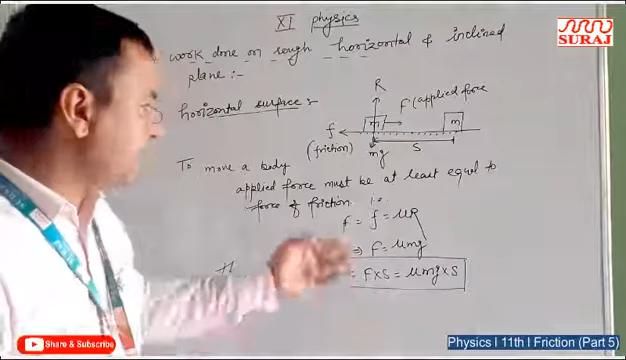 XI physics
work done on rough horizontal & inclined
plane :-
horizontal surface :-
R
F (applied force
m
m
f
(friction)
mg
S
To move a body
applied force must be at least equal to
force of friction i.e.
F = f = μR
⇒ F = μmg
= F×S = μmg×S
SURAJ
Share & Subscribe
Physics I 11th I Friction (Part 5)